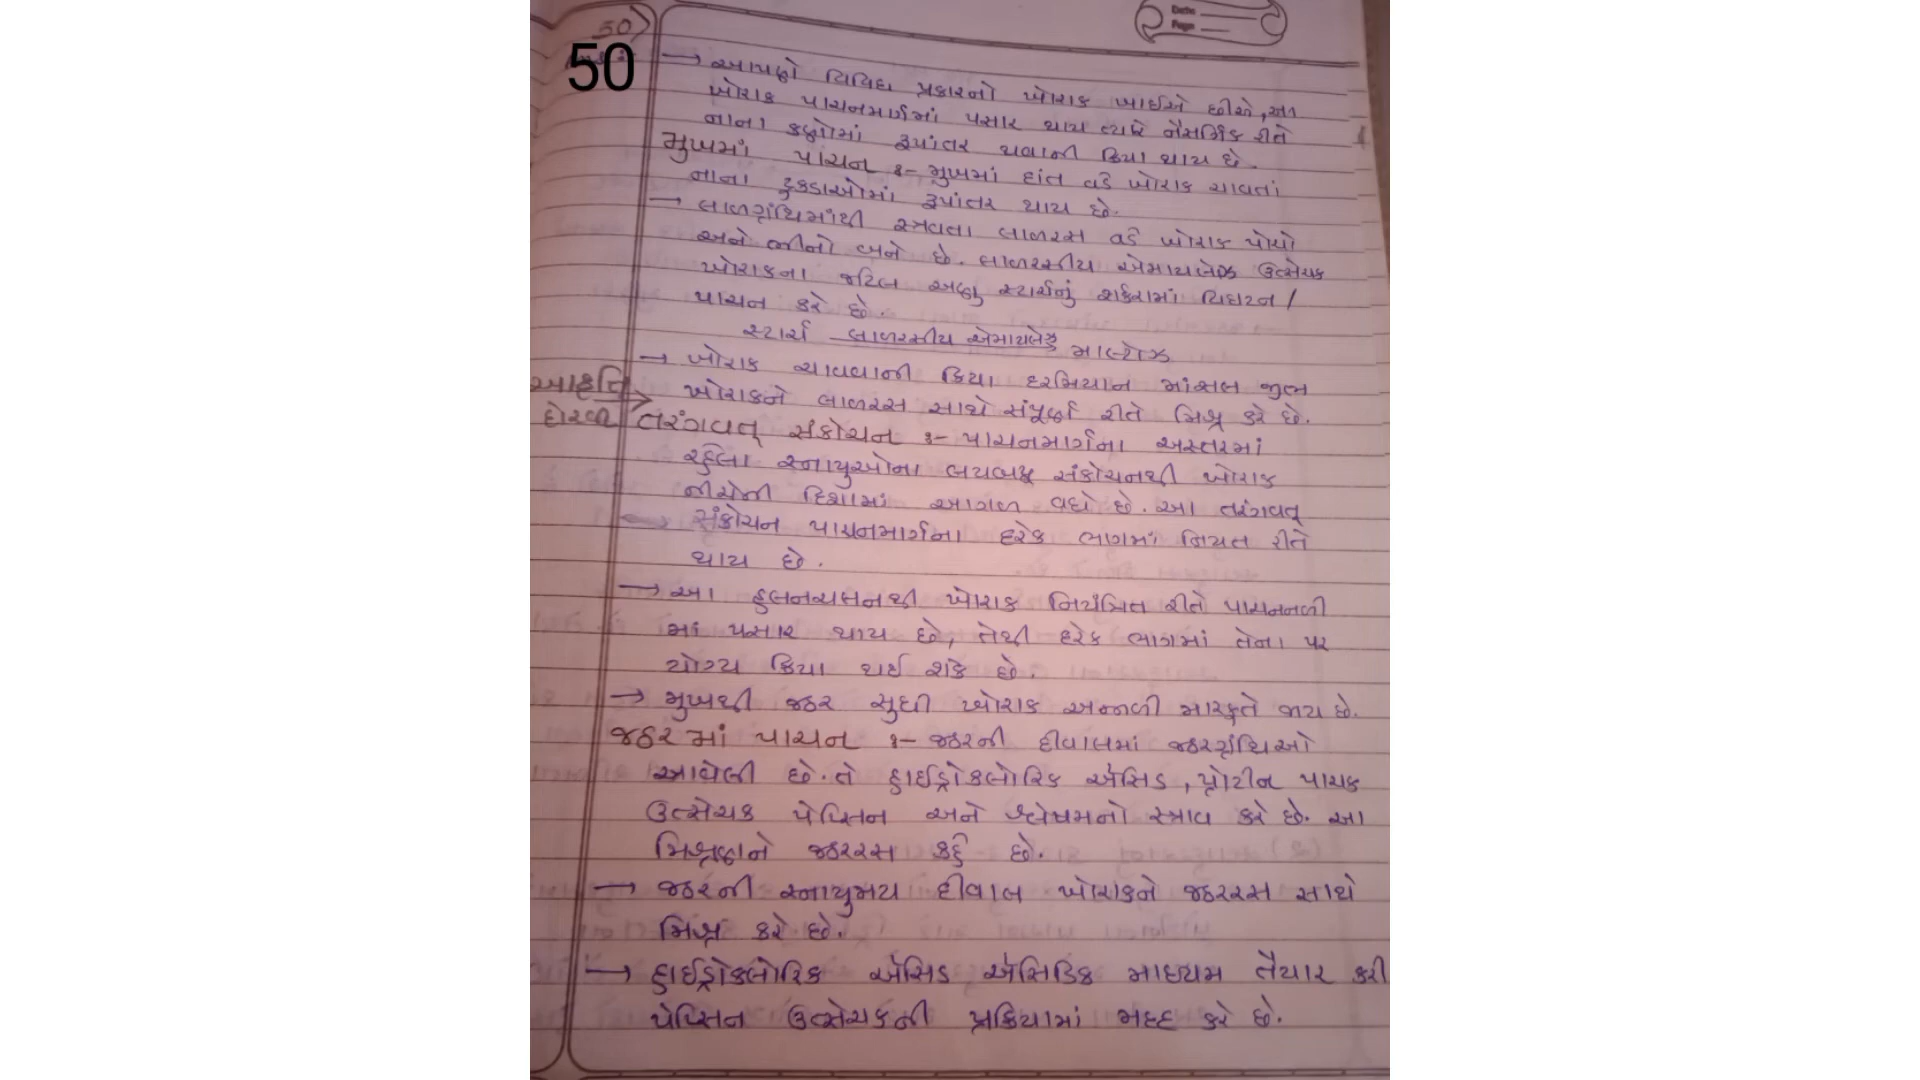 50)
50
Date
Page
→ આપણે વિવિધ પ્રકારનો ખોરાક ખાઈએ છીએ, આ
ખોરાક પાચનમાર્ગમાં પસાર થાય ત્યારે નૈસર્ગિક રીતે
નાના કણોમાં રૂપાંતર થવાની ક્રિયા થાય છે.
મુખમાં પાચન :- મુખમાં દાંત વડે ખોરાક ચાવતાં
નાના ટુકડાઓમાં રૂપાંતર થાય છે.
→ લાળગ્રંથિમાંથી સ્ત્રવતા લાળરસ વડે ખોરાક પોચો
અને ભીનો બને છે. લાળરસીય એમાયલેઝ ઉત્સેચક
ખોરાકના જટિલ અણુ સ્ટાર્ચનું શર્કરામાં વિઘટન /
પાચન કરે છે.
સ્ટાર્ચ લાળરસીય એમાયલેઝ માલ્ટોઝ
→ ખોરાક ચાવવાની ક્રિયા દરમિયાન માંસલ જીભ
ખોરાકને લાળરસ સાથે સંપૂર્ણ રીતે મિશ્ર કરે છે.
આકૃતિ →
દોરવી
તરંગવત્ સંકોચન :- પાચનમાર્ગના અસ્તરમાં
રહેલા સ્નાયુઓના લયબદ્ધ સંકોચનથી ખોરાક
નીચેની દિશામાં આગળ વધે છે. આ તરંગવત્
સંકોચન પાચનમાર્ગના દરેક ભાગમાં નિયત રીતે
થાય છે.
→ આ હલનચલનથી ખોરાક નિયંત્રિત રીતે પાચનનળી
માં પસાર થાય છે, તેથી દરેક ભાગમાં તેના પર
યોગ્ય ક્રિયા થઈ શકે છે.
→ મુખથી જઠર સુધી ખોરાક અન્નળી મારફતે જાય છે.
જઠરમાં પાચન :- જઠરની દીવાલમાં જઠરગ્રંથિઓ
આવેલી છે. તે હાઈડ્રોક્લોરિક ઍસિડ, પ્રોટીન પાચક
ઉત્સેચક પેપ્સિન અને શ્લેષ્મનો સ્ત્રાવ કરે છે. આ
મિશ્રણને જઠરરસ કહે છે.
→ જઠરની સ્નાયુમય દીવાલ ખોરાકને જઠરરસ સાથે
મિશ્ર કરે છે.
→ હાઈડ્રોક્લોરિક ઍસિડ ઍસિડિક માધ્યમ તૈયાર કરી
પેપ્સિન ઉત્સેચકની પ્રક્રિયામાં મદદ કરે છે.